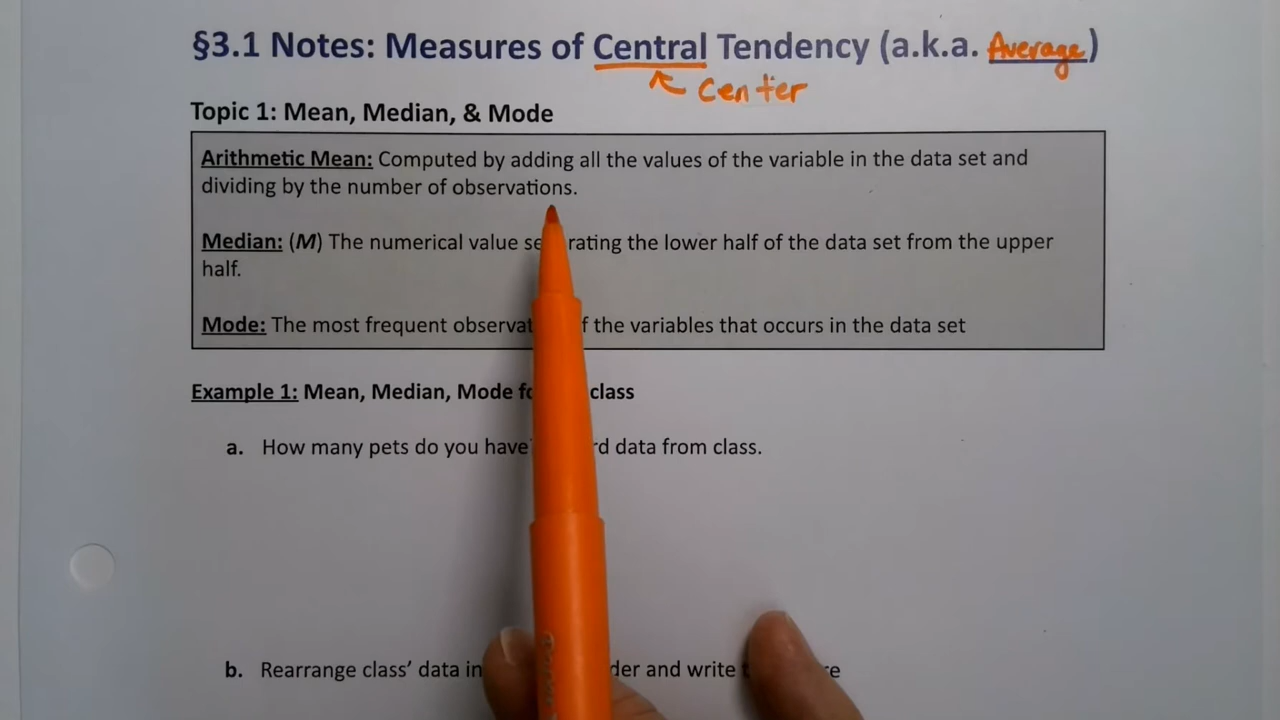 §3.1 Notes: Measures of Central Tendency (a.k.a. Average)
Center
Topic 1: Mean, Median, & Mode
Arithmetic Mean: Computed by adding all the values of the variable in the data set and
dividing by the number of observations.
Median: (M) The numerical value se rating the lower half of the data set from the upper
half.
Mode: The most frequent observat f the variables that occurs in the data set
Example 1: Mean, Median, Mode fo class
a. How many pets do you have rd data from class.
b. Rearrange class' data in der and write t re